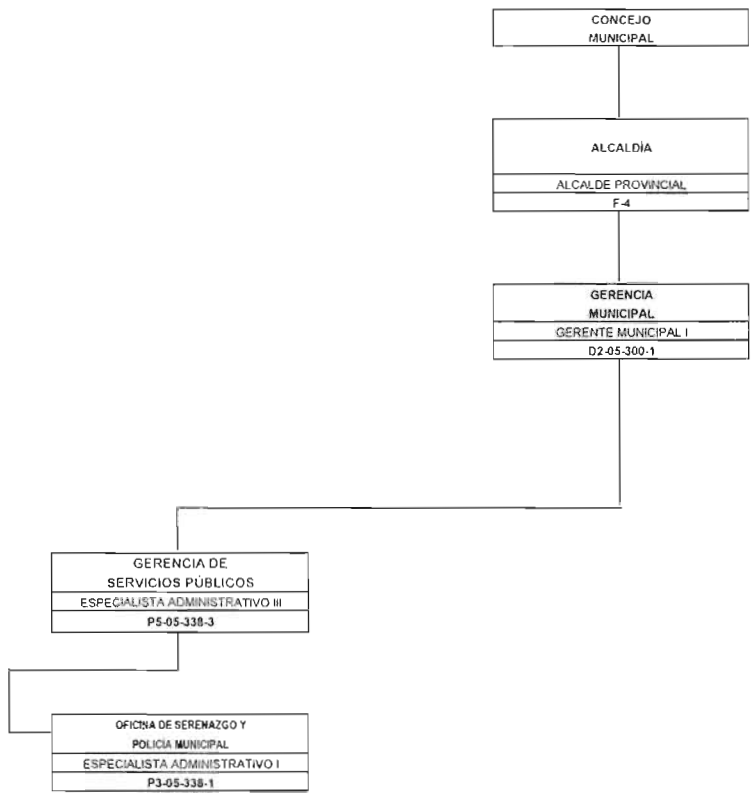 CONCEJO
MUNICIPAL
ALCALDÍA
ALCALDE PROVINCIAL
F-4
GERENCIA
MUNICIPAL
GERENTE MUNICIPAL I
D2-05-300-1
GERENCIA DE
SERVICIOS PÚBLICOS
ESPECIALISTA ADMINISTRATIVO III
P5-05-338-3
OFICINA DE SERENAZGO Y
POLICÍA MUNICIPAL
ESPECIALISTA ADMINISTRATIVO I
P3-05-338-1